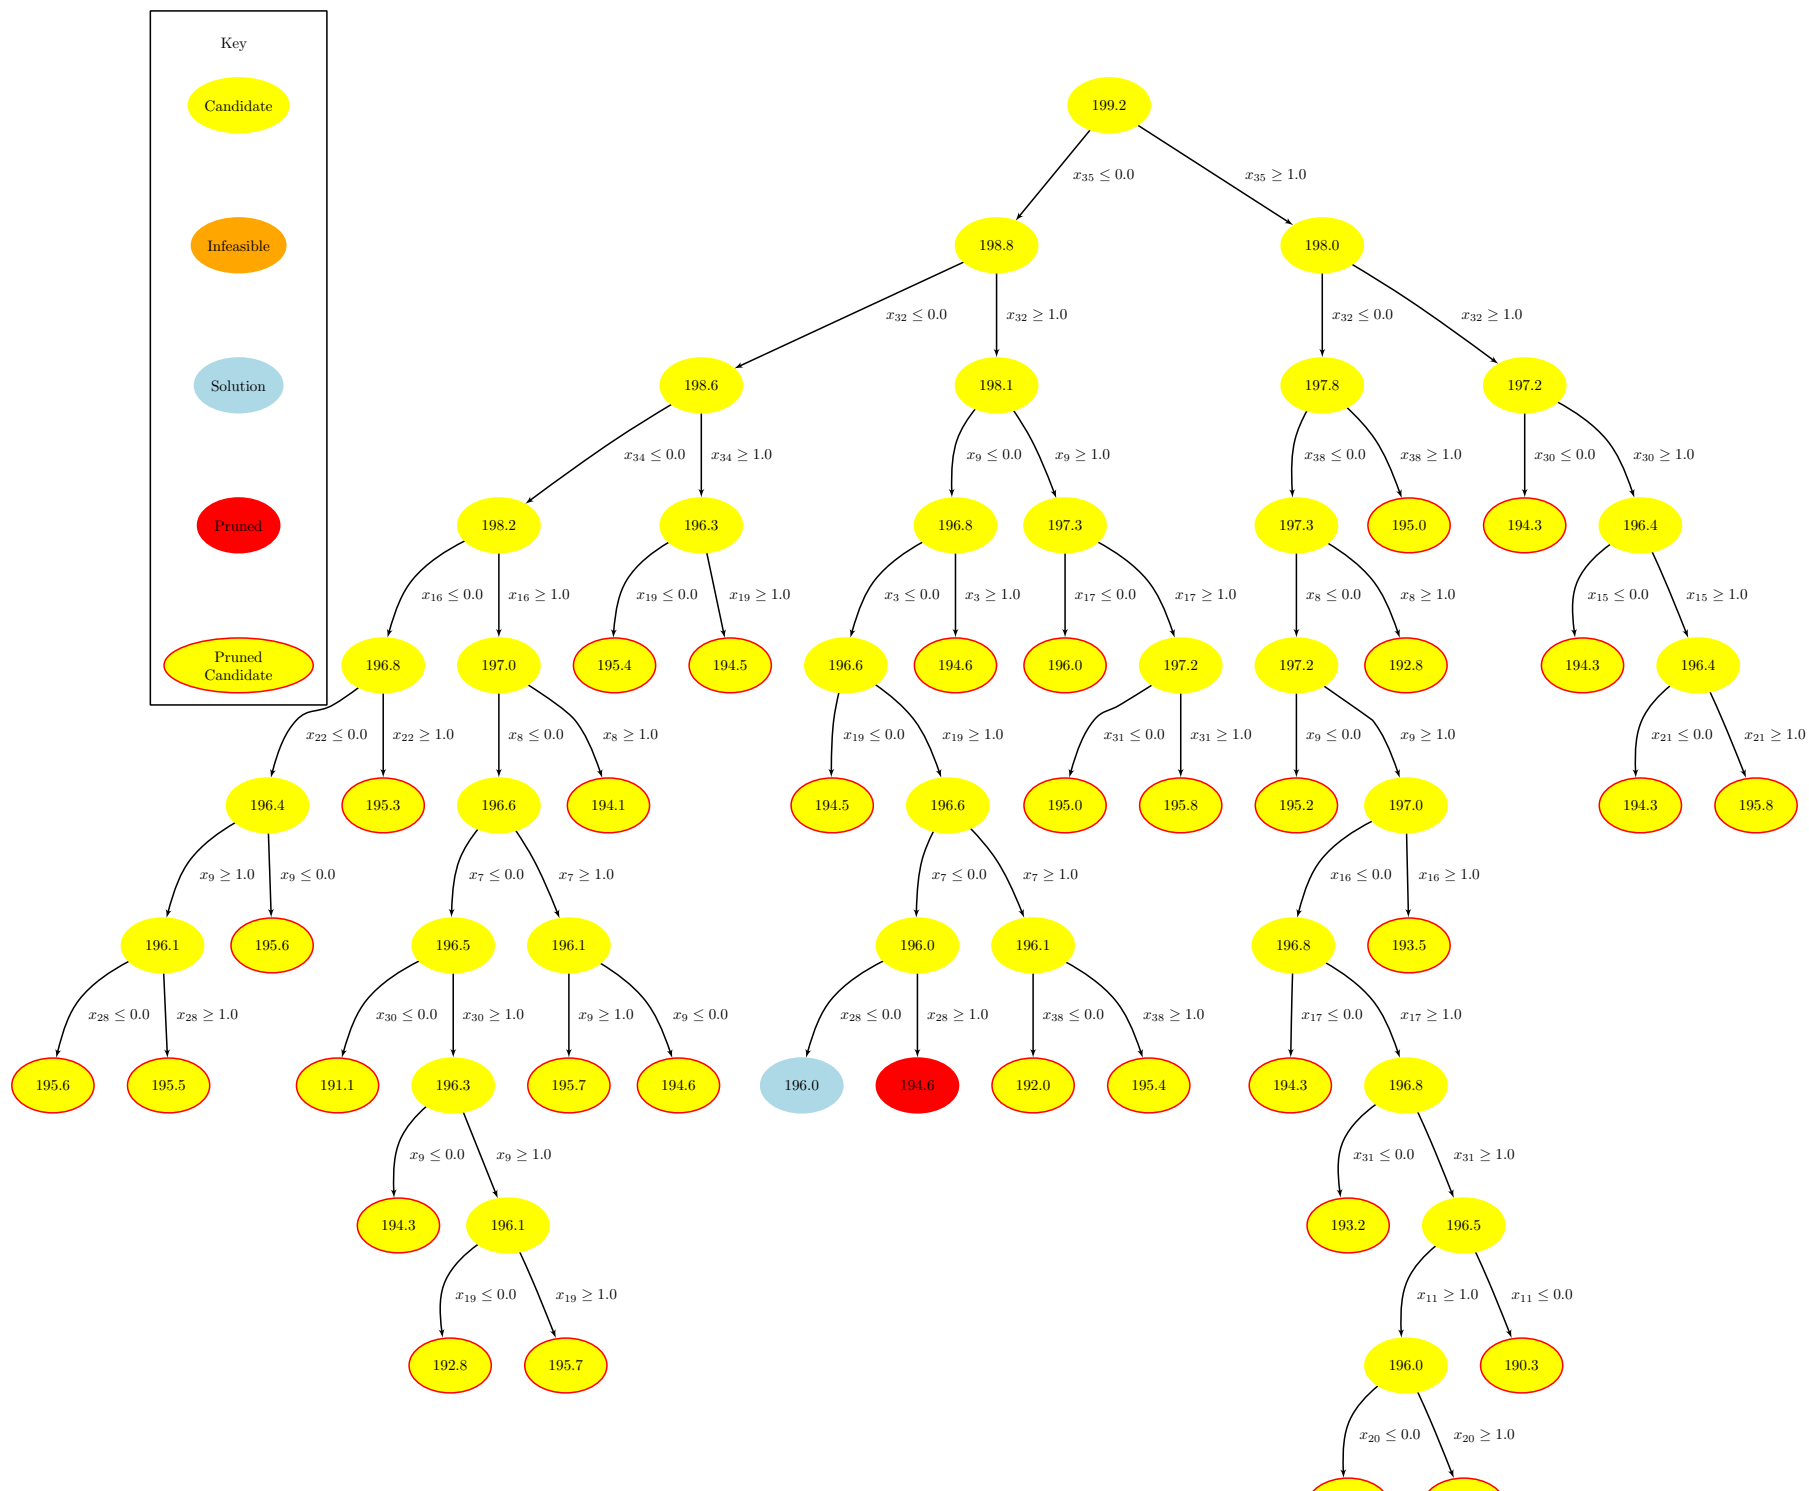 Key
Candidate
199.2
x35 ≤ 0.0
x35 ≥ 1.0
Infeasible
198.8
198.0
x32 ≤ 0.0
x32 ≥ 1.0
x32 ≤ 0.0
x32 ≥ 1.0
Solution
198.6
198.1
197.8
197.2
x34 ≤ 0.0
x34 ≥ 1.0
x9 ≤ 0.0
x9 ≥ 1.0
x38 ≤ 0.0
x38 ≥ 1.0
x30 ≤ 0.0
x30 ≥ 1.0
Pruned
198.2
196.3
196.8
197.3
197.3
195.0
194.3
196.4
x16 ≤ 0.0
x16 ≥ 1.0
x19 ≤ 0.0
x19 ≥ 1.0
x3 ≤ 0.0
x3 ≥ 1.0
x17 ≤ 0.0
x17 ≥ 1.0
x8 ≤ 0.0
x8 ≥ 1.0
x15 ≤ 0.0
x15 ≥ 1.0
Pruned
Candidate
196.8
197.0
195.4
194.5
196.6
194.6
196.0
197.2
197.2
192.8
194.3
196.4
x22 ≤ 0.0
x22 ≥ 1.0
x8 ≤ 0.0
x8 ≥ 1.0
x19 ≤ 0.0
x19 ≥ 1.0
x31 ≤ 0.0
x31 ≥ 1.0
x9 ≤ 0.0
x9 ≥ 1.0
x21 ≤ 0.0
x21 ≥ 1.0
196.4
195.3
196.6
194.1
194.5
196.6
195.0
195.8
195.2
197.0
194.3
195.8
x9 ≥ 1.0
x9 ≤ 0.0
x7 ≤ 0.0
x7 ≥ 1.0
x7 ≤ 0.0
x7 ≥ 1.0
x16 ≤ 0.0
x16 ≥ 1.0
196.1
195.6
196.5
196.1
196.0
196.1
196.8
193.5
x28 ≤ 0.0
x28 ≥ 1.0
x30 ≤ 0.0
x30 ≥ 1.0
x9 ≥ 1.0
x9 ≤ 0.0
x28 ≤ 0.0
x28 ≥ 1.0
x38 ≤ 0.0
x38 ≥ 1.0
x17 ≤ 0.0
x17 ≥ 1.0
195.6
195.5
191.1
196.3
195.7
194.6
196.0
194.6
192.0
195.4
194.3
196.8
x9 ≤ 0.0
x9 ≥ 1.0
x31 ≤ 0.0
x31 ≥ 1.0
194.3
196.1
193.2
196.5
x19 ≤ 0.0
x19 ≥ 1.0
x11 ≥ 1.0
x11 ≤ 0.0
192.8
195.7
196.0
190.3
x20 ≤ 0.0
x20 ≥ 1.0